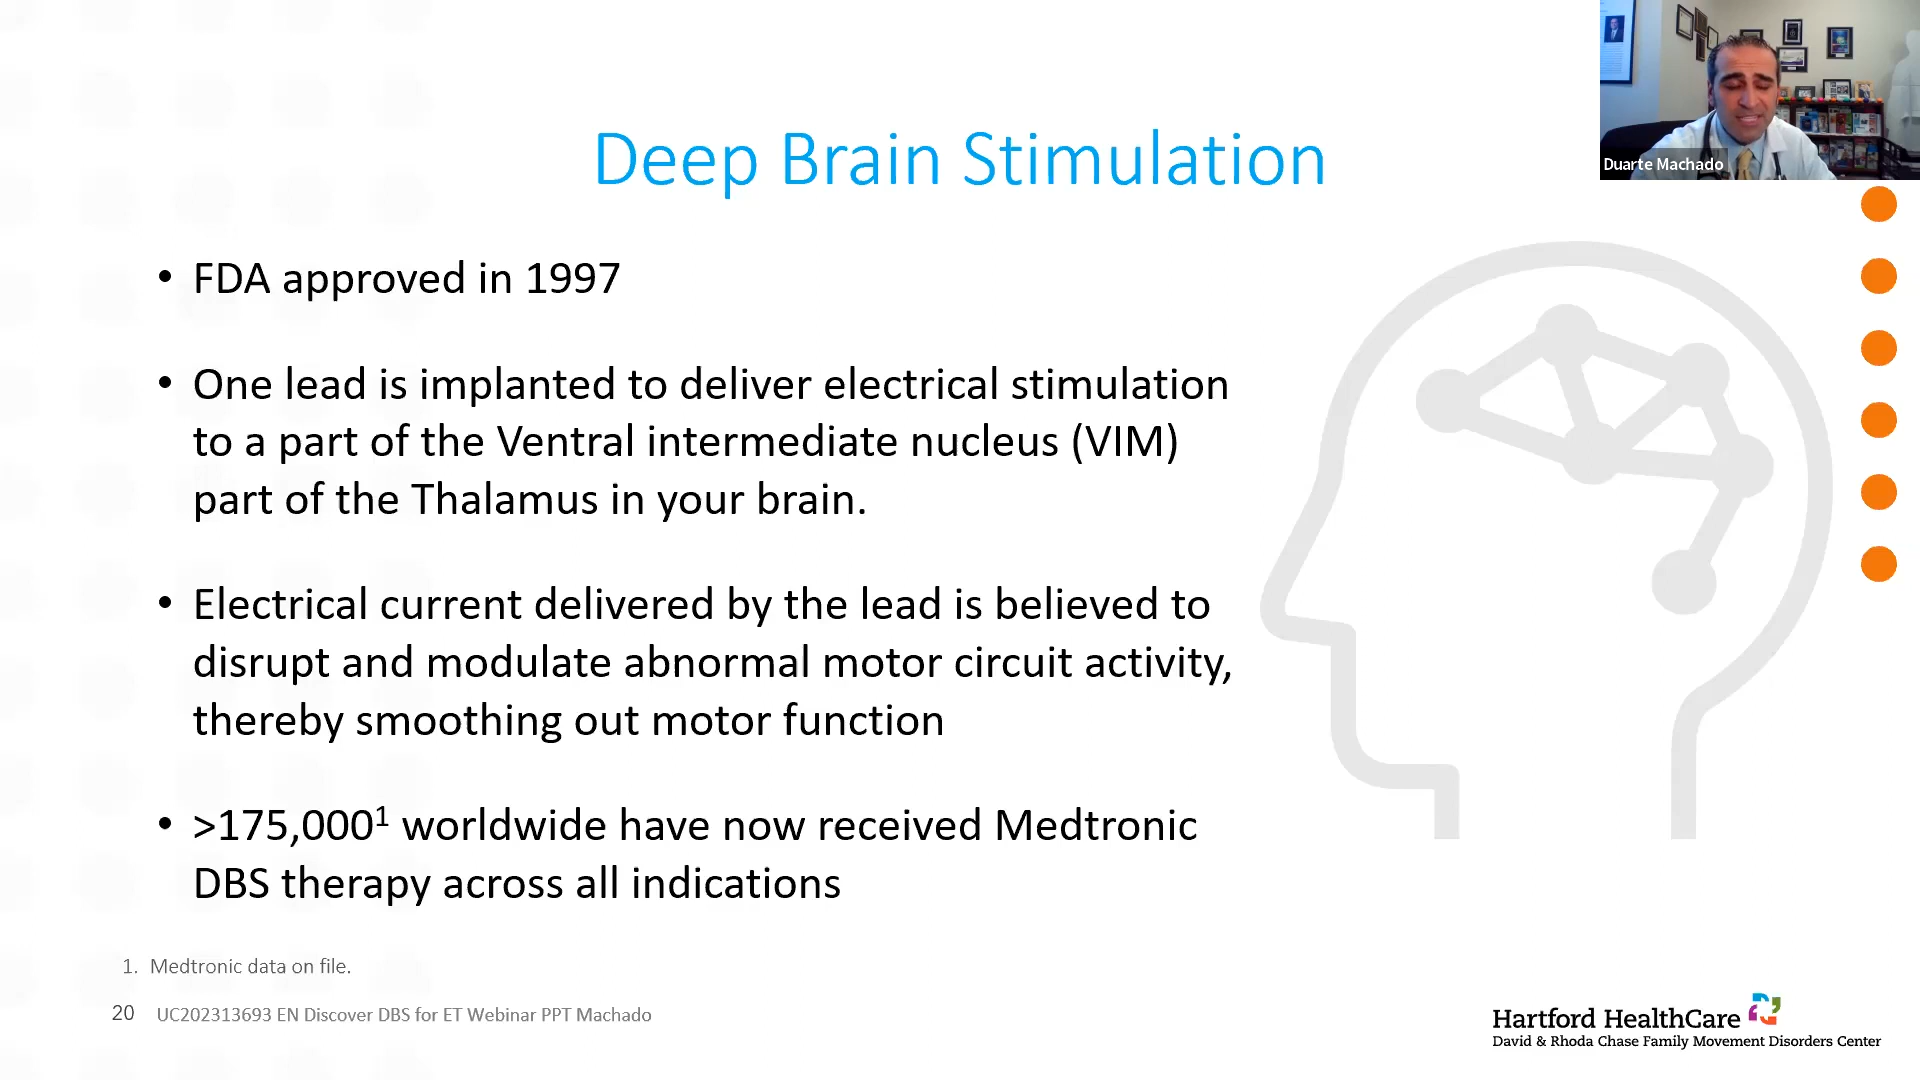 Duarte Machado
Deep Brain Stimulation
• FDA approved in 1997
• One lead is implanted to deliver electrical stimulation
to a part of the Ventral intermediate nucleus (VIM)
part of the Thalamus in your brain.
• Electrical current delivered by the lead is believed to
disrupt and modulate abnormal motor circuit activity,
thereby smoothing out motor function
• >175,000¹ worldwide have now received Medtronic
DBS therapy across all indications
1. Medtronic data on file.
20 UC202313693 EN Discover DBS for ET Webinar PPT Machado
Hartford HealthCare
David & Rhoda Chase Family Movement Disorders Center